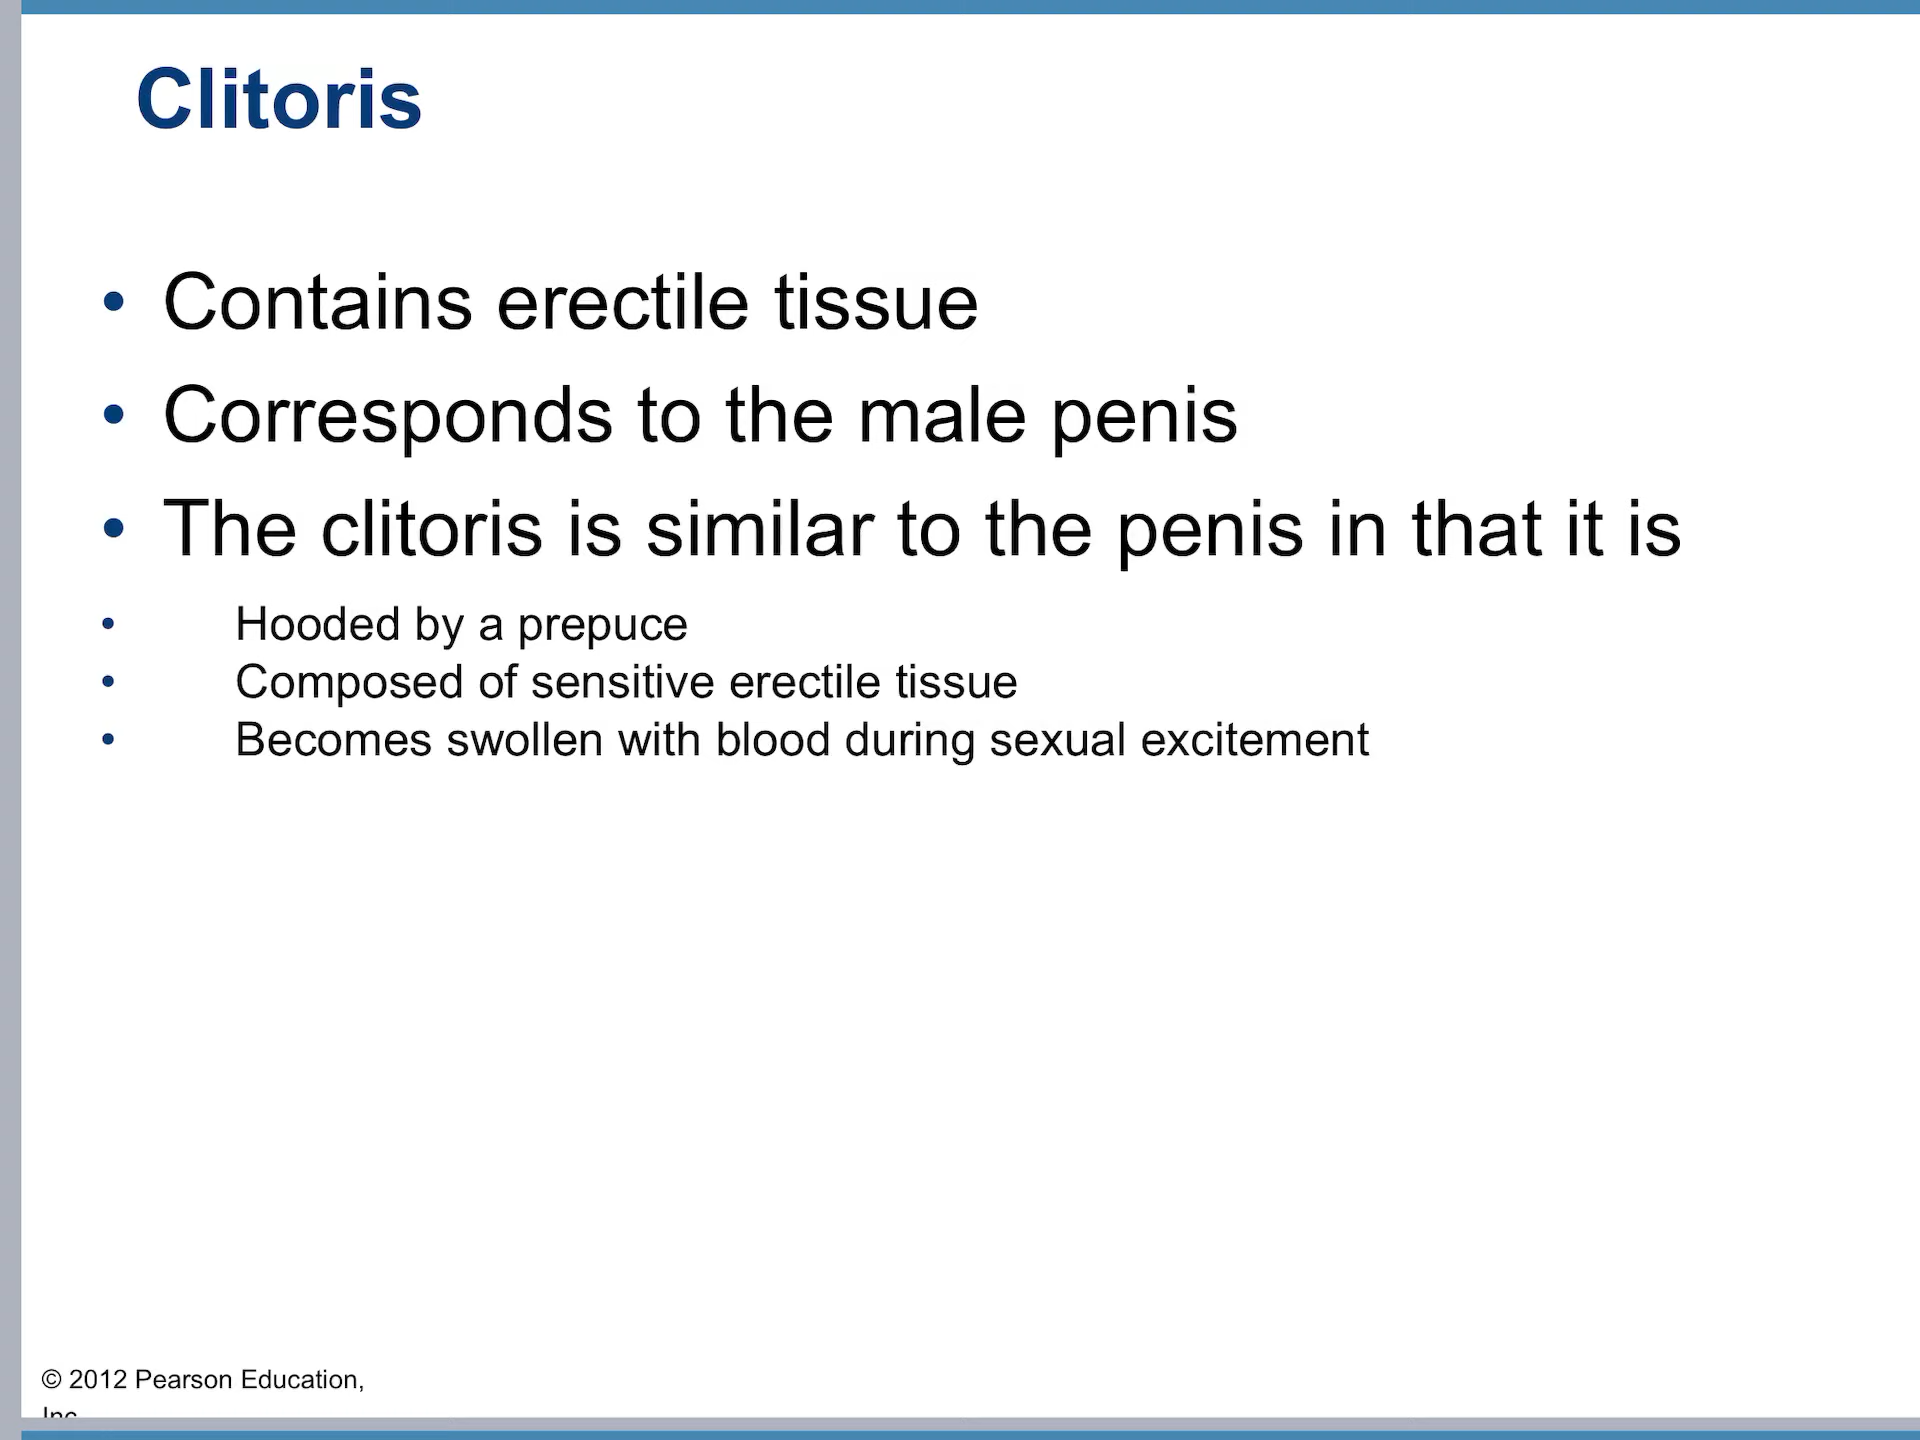 Clitoris
• Contains erectile tissue
• Corresponds to the male penis
• The clitoris is similar to the penis in that it is
• Hooded by a prepuce
• Composed of sensitive erectile tissue
• Becomes swollen with blood during sexual excitement
© 2012 Pearson Education,
Inc